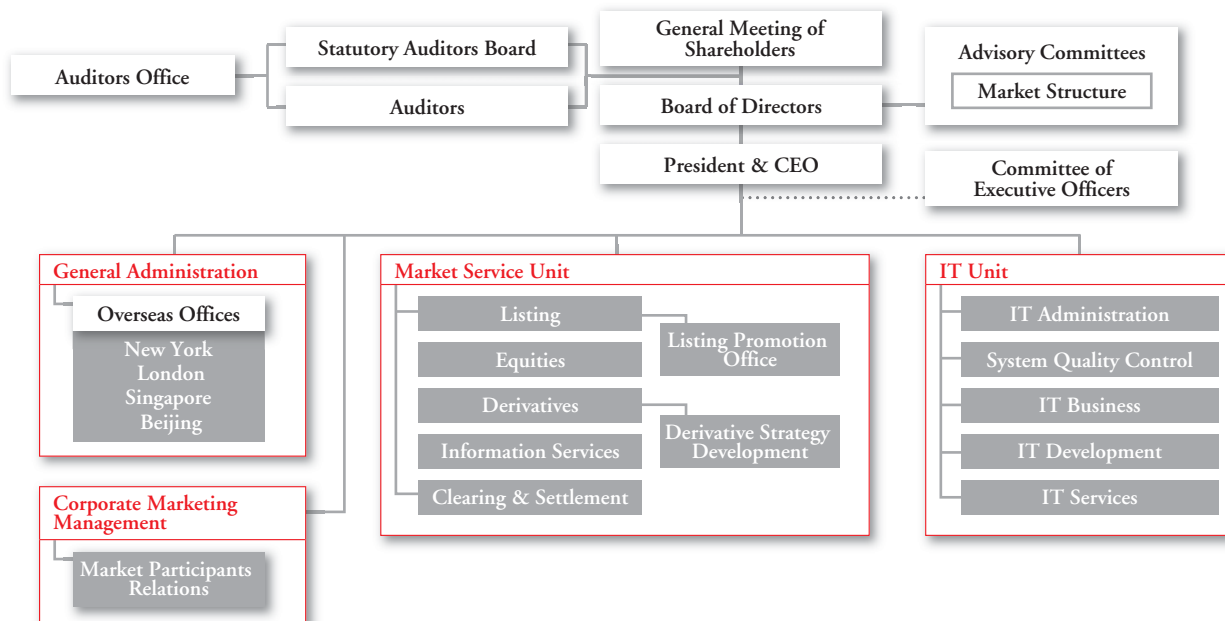 General Meeting of
Shareholders
Statutory Auditors Board
Auditors Office
Auditors
Board of Directors
Advisory Committees
Market Structure
President & CEO
Committee of
Executive Officers
General Administration
Overseas Offices
New York
London
Singapore
Beijing
Corporate Marketing
Management
Market Participants
Relations
Market Service Unit
Listing
Listing Promotion
Office
Equities
Derivatives
Derivative Strategy
Development
Information Services
Clearing & Settlement
IT Unit
IT Administration
System Quality Control
IT Business
IT Development
IT Services